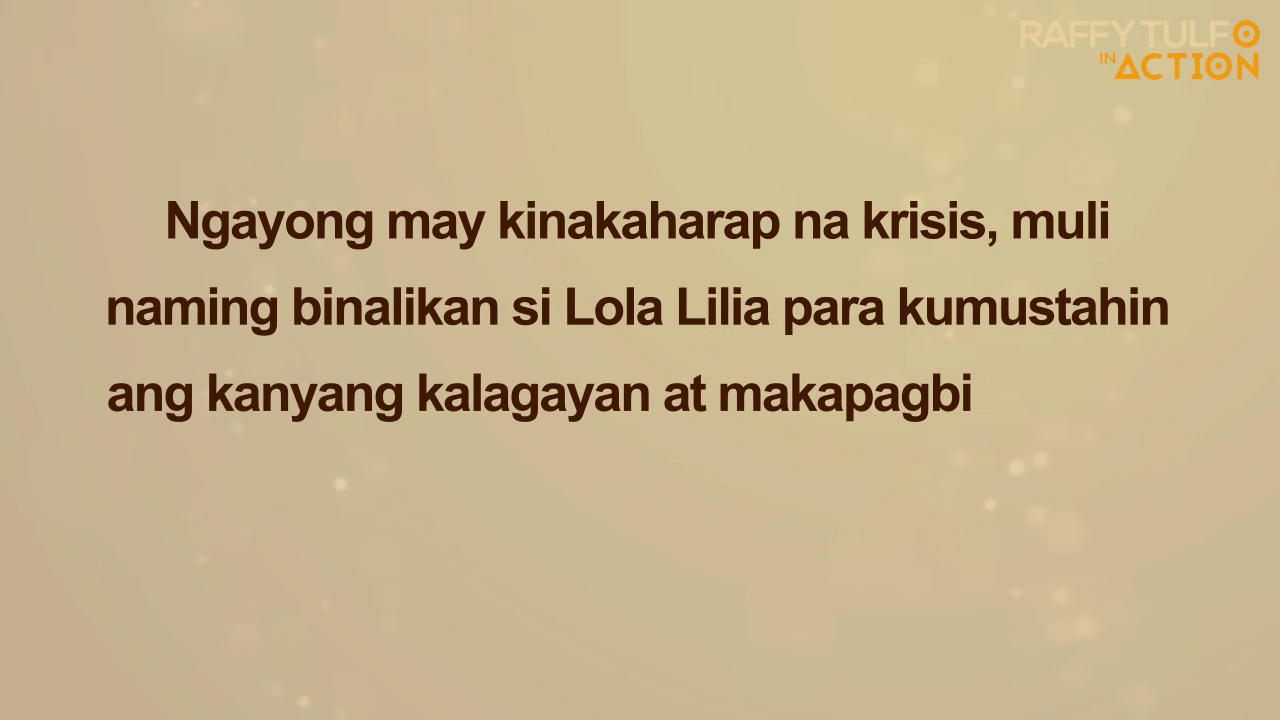 RAFFY TULFO
IN ACTION
Ngayong may kinakaharap na krisis, muli
naming binalikan si Lola Lilia para kumustahin
ang kanyang kalagayan at makapagbi